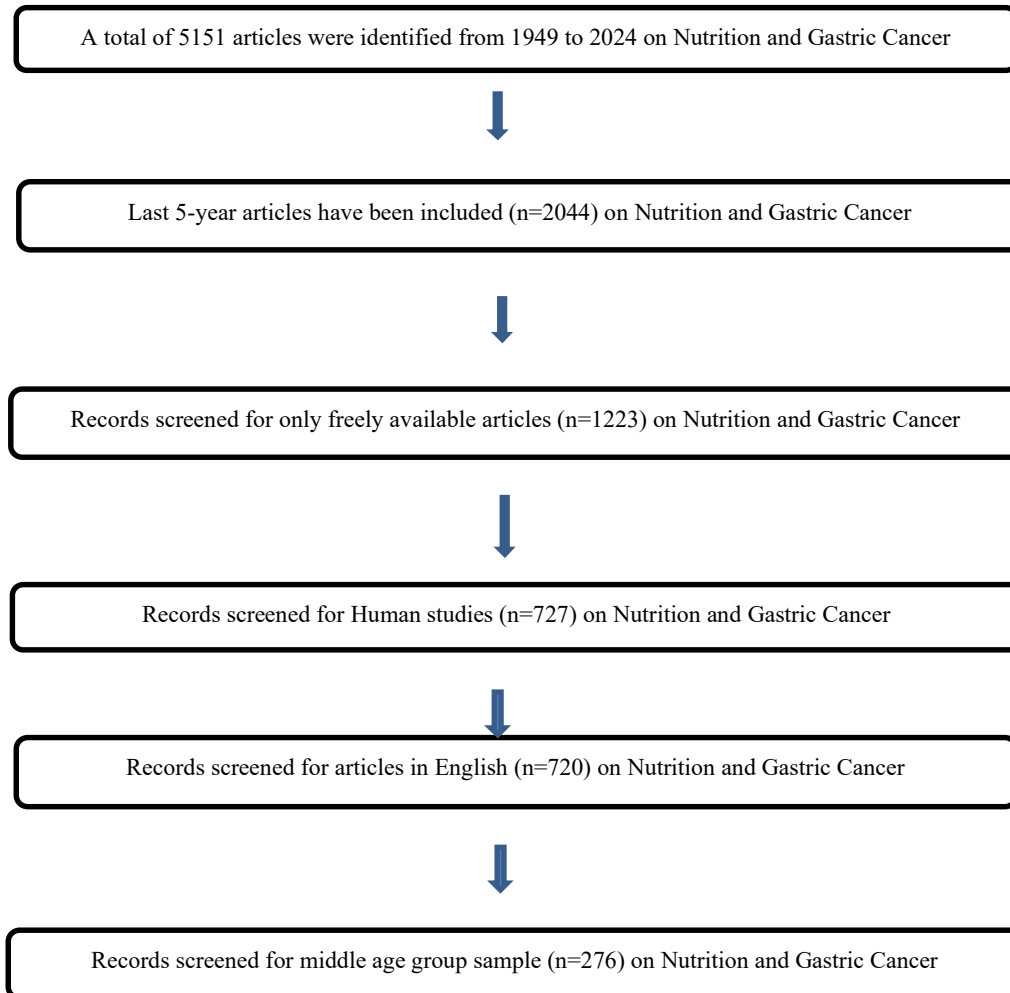 A total of 5151 articles were identified from 1949 to 2024 on Nutrition and Gastric Cancer
Last 5-year articles have been included (n=2044) on Nutrition and Gastric Cancer
Records screened for only freely available articles (n=1223) on Nutrition and Gastric Cancer
Records screened for Human studies (n=727) on Nutrition and Gastric Cancer
Records screened for articles in English (n=720) on Nutrition and Gastric Cancer
Records screened for middle age group sample (n=276) on Nutrition and Gastric Cancer